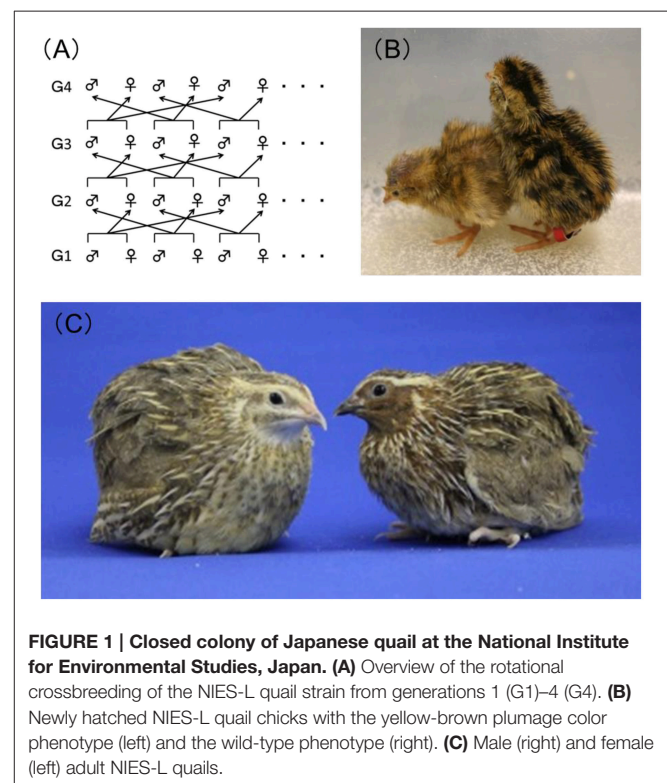 (A)
G4 ♂ ♀ ♂ ♀ ♂ ♀ · · ·
G3 ♂ ♀ ♂ ♀ ♂ ♀ · · ·
G2 ♂ ♀ ♂ ♀ ♂ ♀ · · ·
G1 ♂ ♀ ♂ ♀ ♂ ♀ · · ·
(B)
(C)
FIGURE 1 | Closed colony of Japanese quail at the National Institute
for Environmental Studies, Japan. (A) Overview of the rotational
crossbreeding of the NIES-L quail strain from generations 1 (G1)–4 (G4). (B)
Newly hatched NIES-L quail chicks with the yellow-brown plumage color
phenotype (left) and the wild-type phenotype (right). (C) Male (right) and female
(left) adult NIES-L quails.